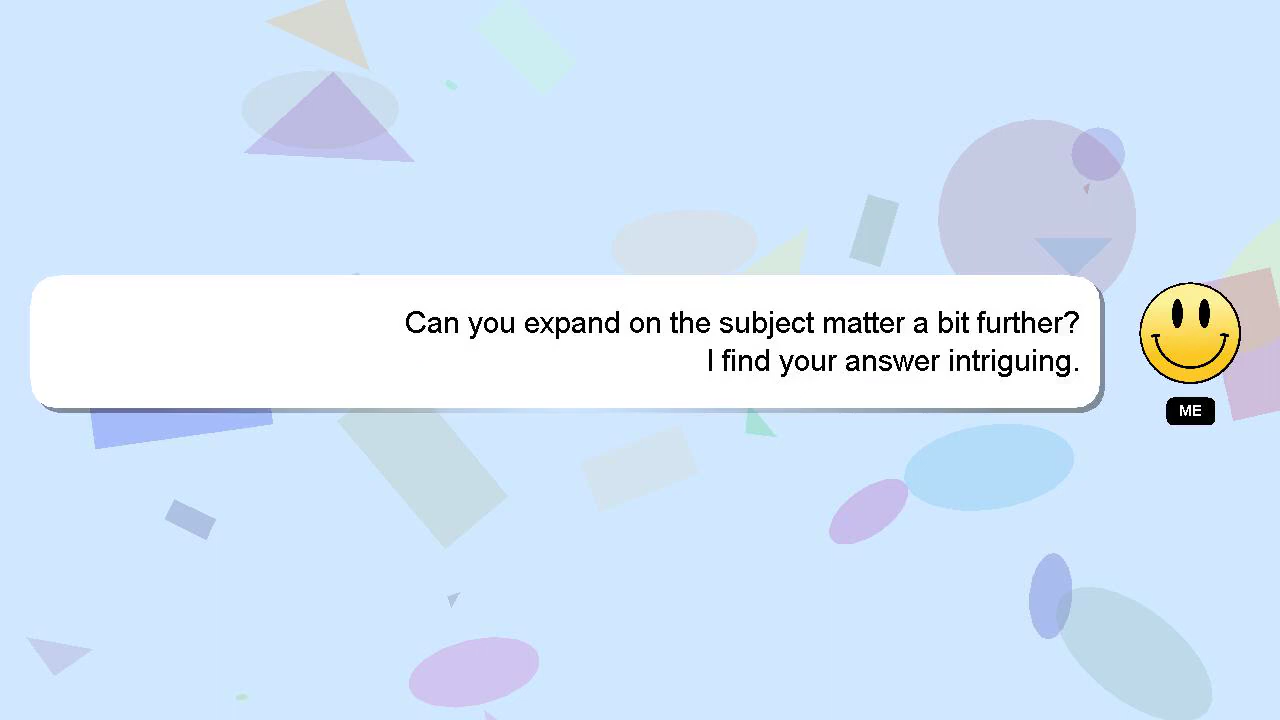 Can you expand on the subject matter a bit further?
I find your answer intriguing.
ME